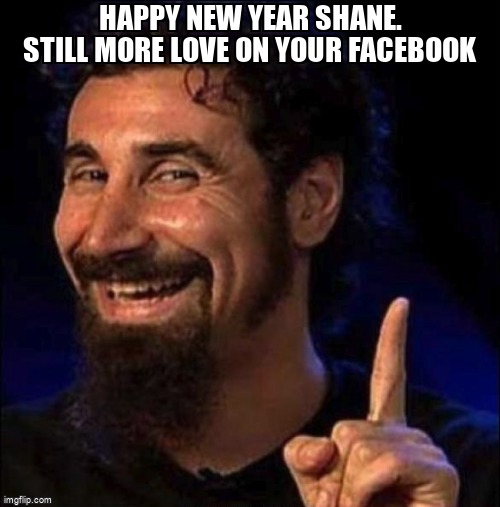 HAPPY NEW YEAR SHANE.
STILL MORE LOVE ON YOUR FACEBOOK
imgflip.com